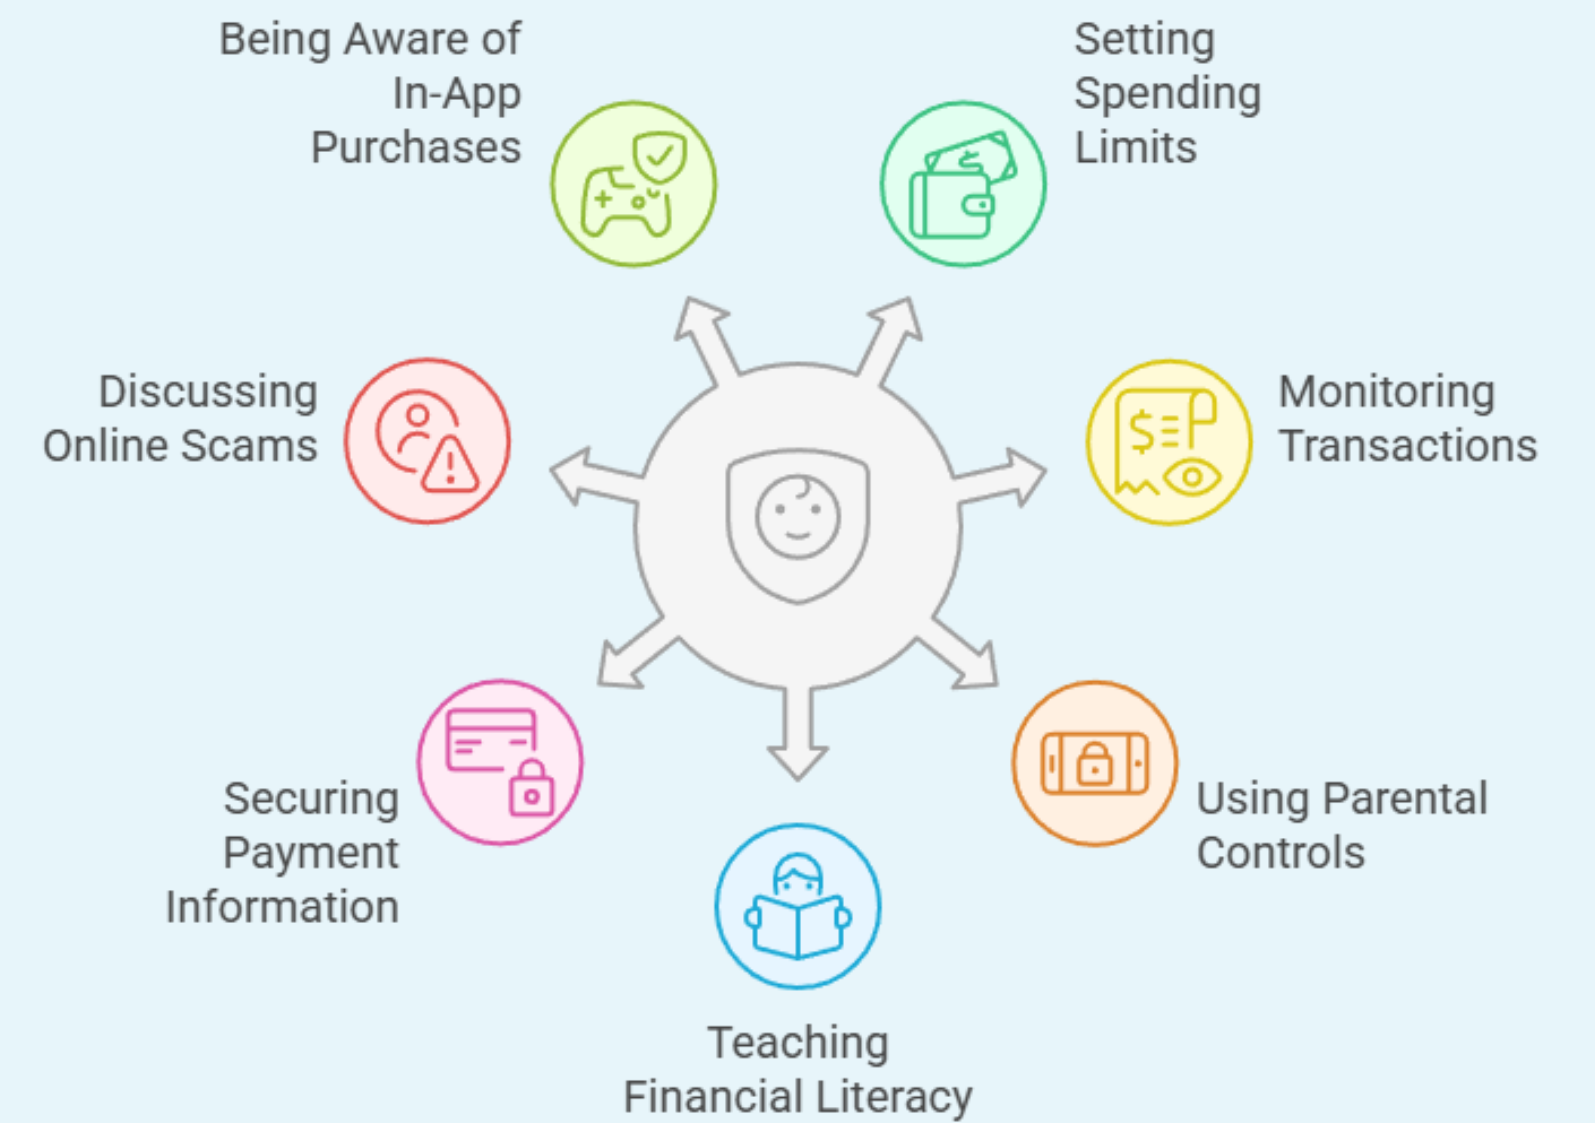 Being Aware of
In-App
Purchases
Setting
Spending
Limits
Discussing
Online Scams
Monitoring
Transactions
Securing
Payment
Information
Using Parental
Controls
Teaching
Financial Literacy